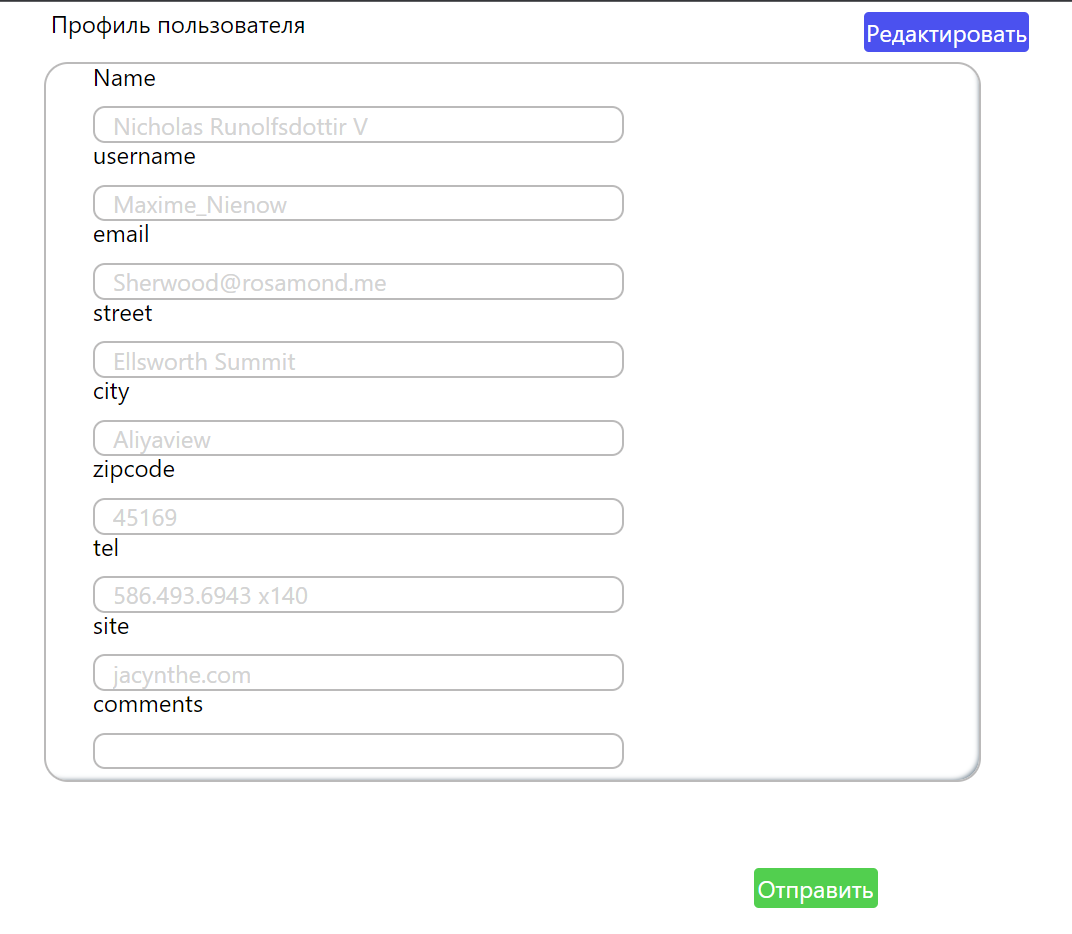 Профиль пользователя
Редактировать
Name
Nicholas Runolfsdottir V
username
Maxime_Nienow
email
Sherwood@rosamond.me
street
Ellsworth Summit
city
Aliyaview
zipcode
45169
tel
586.493.6943 x140
site
jacynthe.com
comments
Отправить